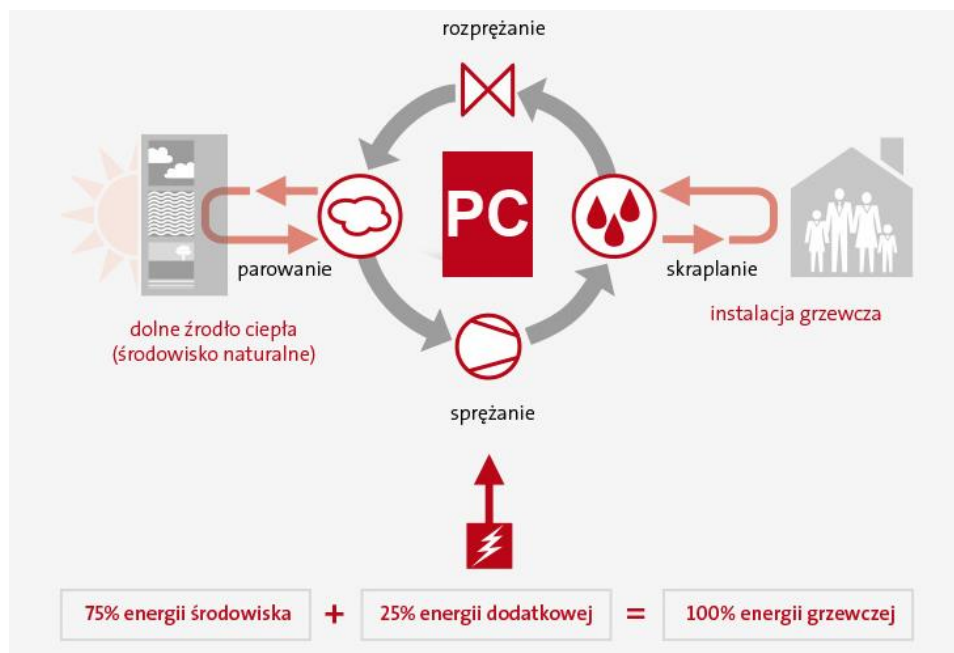 rozprężanie
PC
parowanie
skraplanie
dolne źrodło ciepła
(środowisko naturalne)
instalacja grzewcza
sprężanie
75% energii środowiska + 25% energii dodatkowej = 100% energii grzewczej